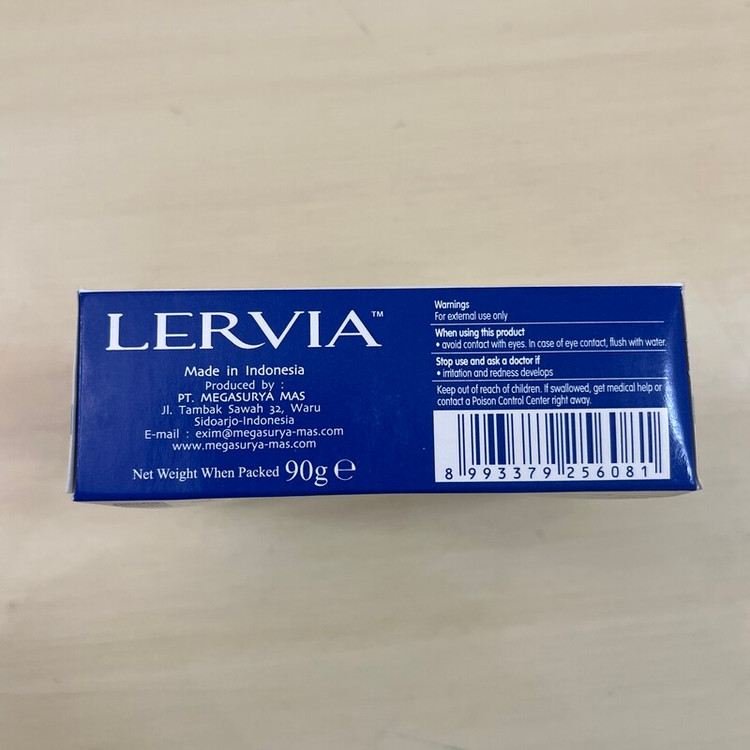 LERVIA™
Made in Indonesia
Produced by :
PT. MEGASURYA MAS
Jl. Tambak Sawah 32, Waru
Sidoarjo-Indonesia
E-mail : exim@megasurya-mas.com
www.megasurya-mas.com
Net Weight When Packed 90g ℮
Warnings
For external use only
When using this product
• avoid contact with eyes. In case of eye contact, flush with water.
Stop use and ask a doctor if
• irritation and redness develops
Keep out of reach of children. If swallowed, get medical help or
contact a Poison Control Center right away.
8 993379 256081